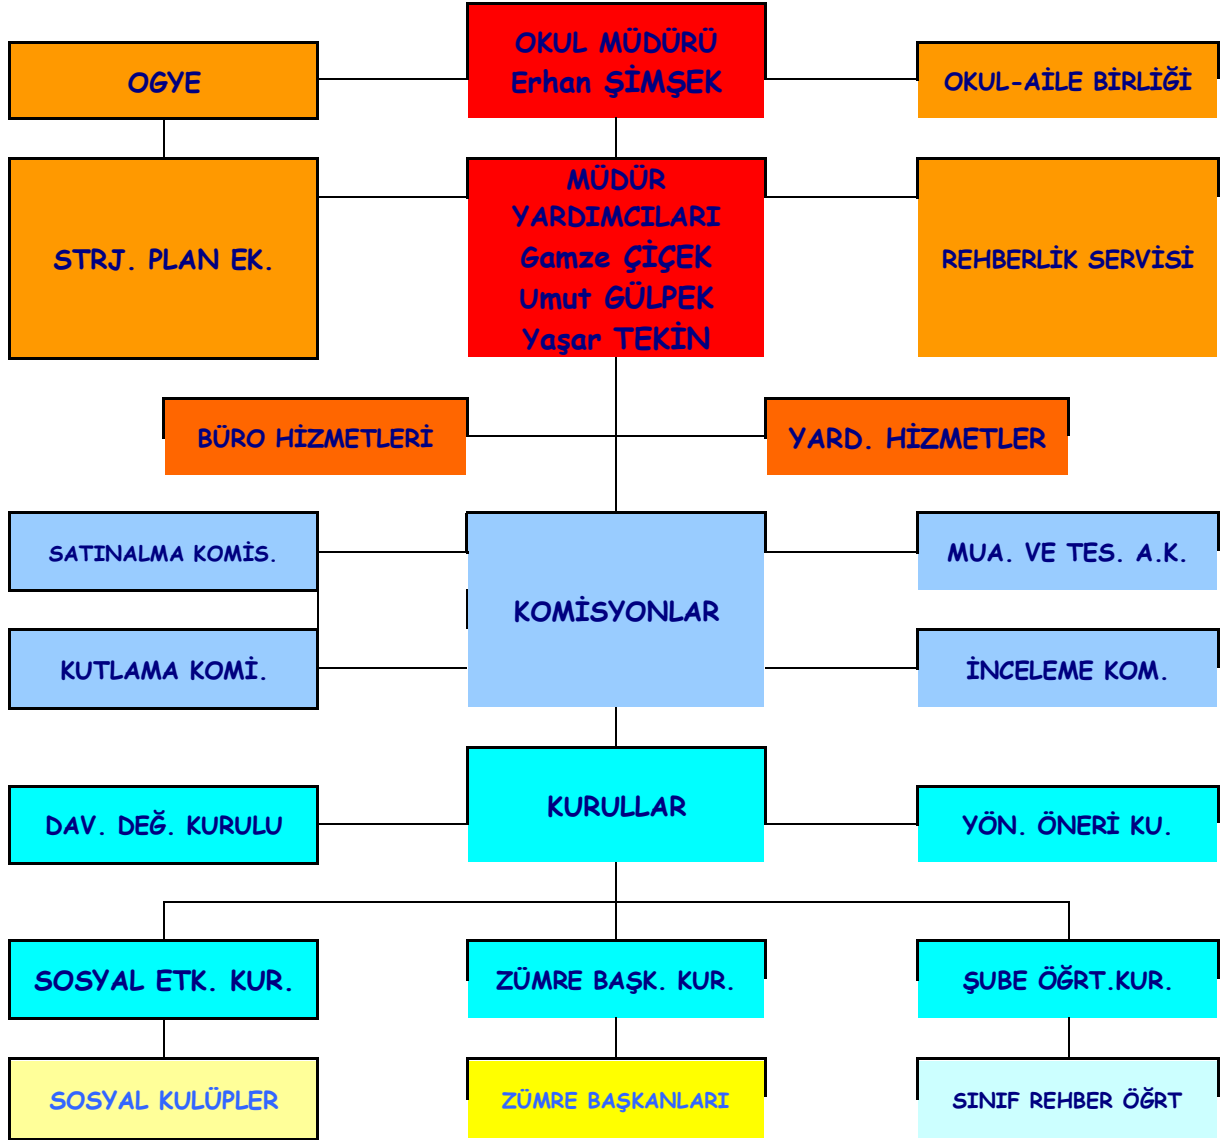 OKUL MÜDÜRÜ
Erhan ŞİMŞEK
OGYE
OKUL-AİLE BİRLİĞİ
MÜDÜR
YARDIMCILARI
Gamze ÇİÇEK
Umut GÜLPEK
Yaşar TEKİN
STRJ. PLAN EK.
REHBERLİK SERVİSİ
BÜRO HİZMETLERİ
YARD. HİZMETLER
SATINALMA KOMİS.
MUA. VE TES. A.K.
KOMİSYONLAR
KUTLAMA KOMİ.
İNCELEME KOM.
KURULLAR
DAV. DEĞ. KURULU
YÖN. ÖNERİ KU.
SOSYAL ETK. KUR.
ZÜMRE BAŞK. KUR.
ŞUBE ÖĞRT.KUR.
SOSYAL KULÜPLER
ZÜMRE BAŞKANLARI
SINIF REHBER ÖĞRT